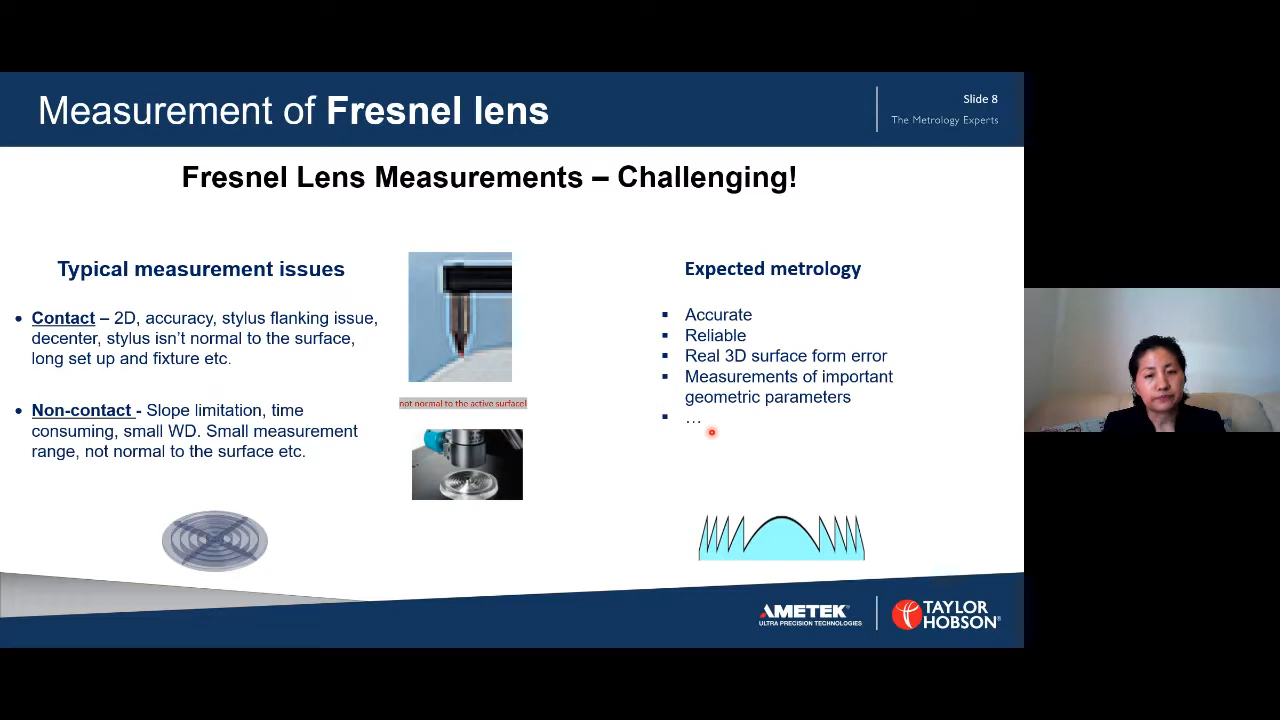 Measurement of Fresnel lens
Slide 8
The Metrology Experts
Fresnel Lens Measurements – Challenging!
Typical measurement issues
• Contact – 2D, accuracy, stylus flanking issue,
decenter, stylus isn't normal to the surface,
long set up and fixture etc.
• Non-contact - Slope limitation, time
consuming, small WD. Small measurement
range, not normal to the surface etc.
not normal to the active surface!
Expected metrology
▪ Accurate
▪ Reliable
▪ Real 3D surface form error
▪ Measurements of important
geometric parameters
▪ …
AMETEK®
ULTRA PRECISION TECHNOLOGIES
TAYLOR
HOBSON®